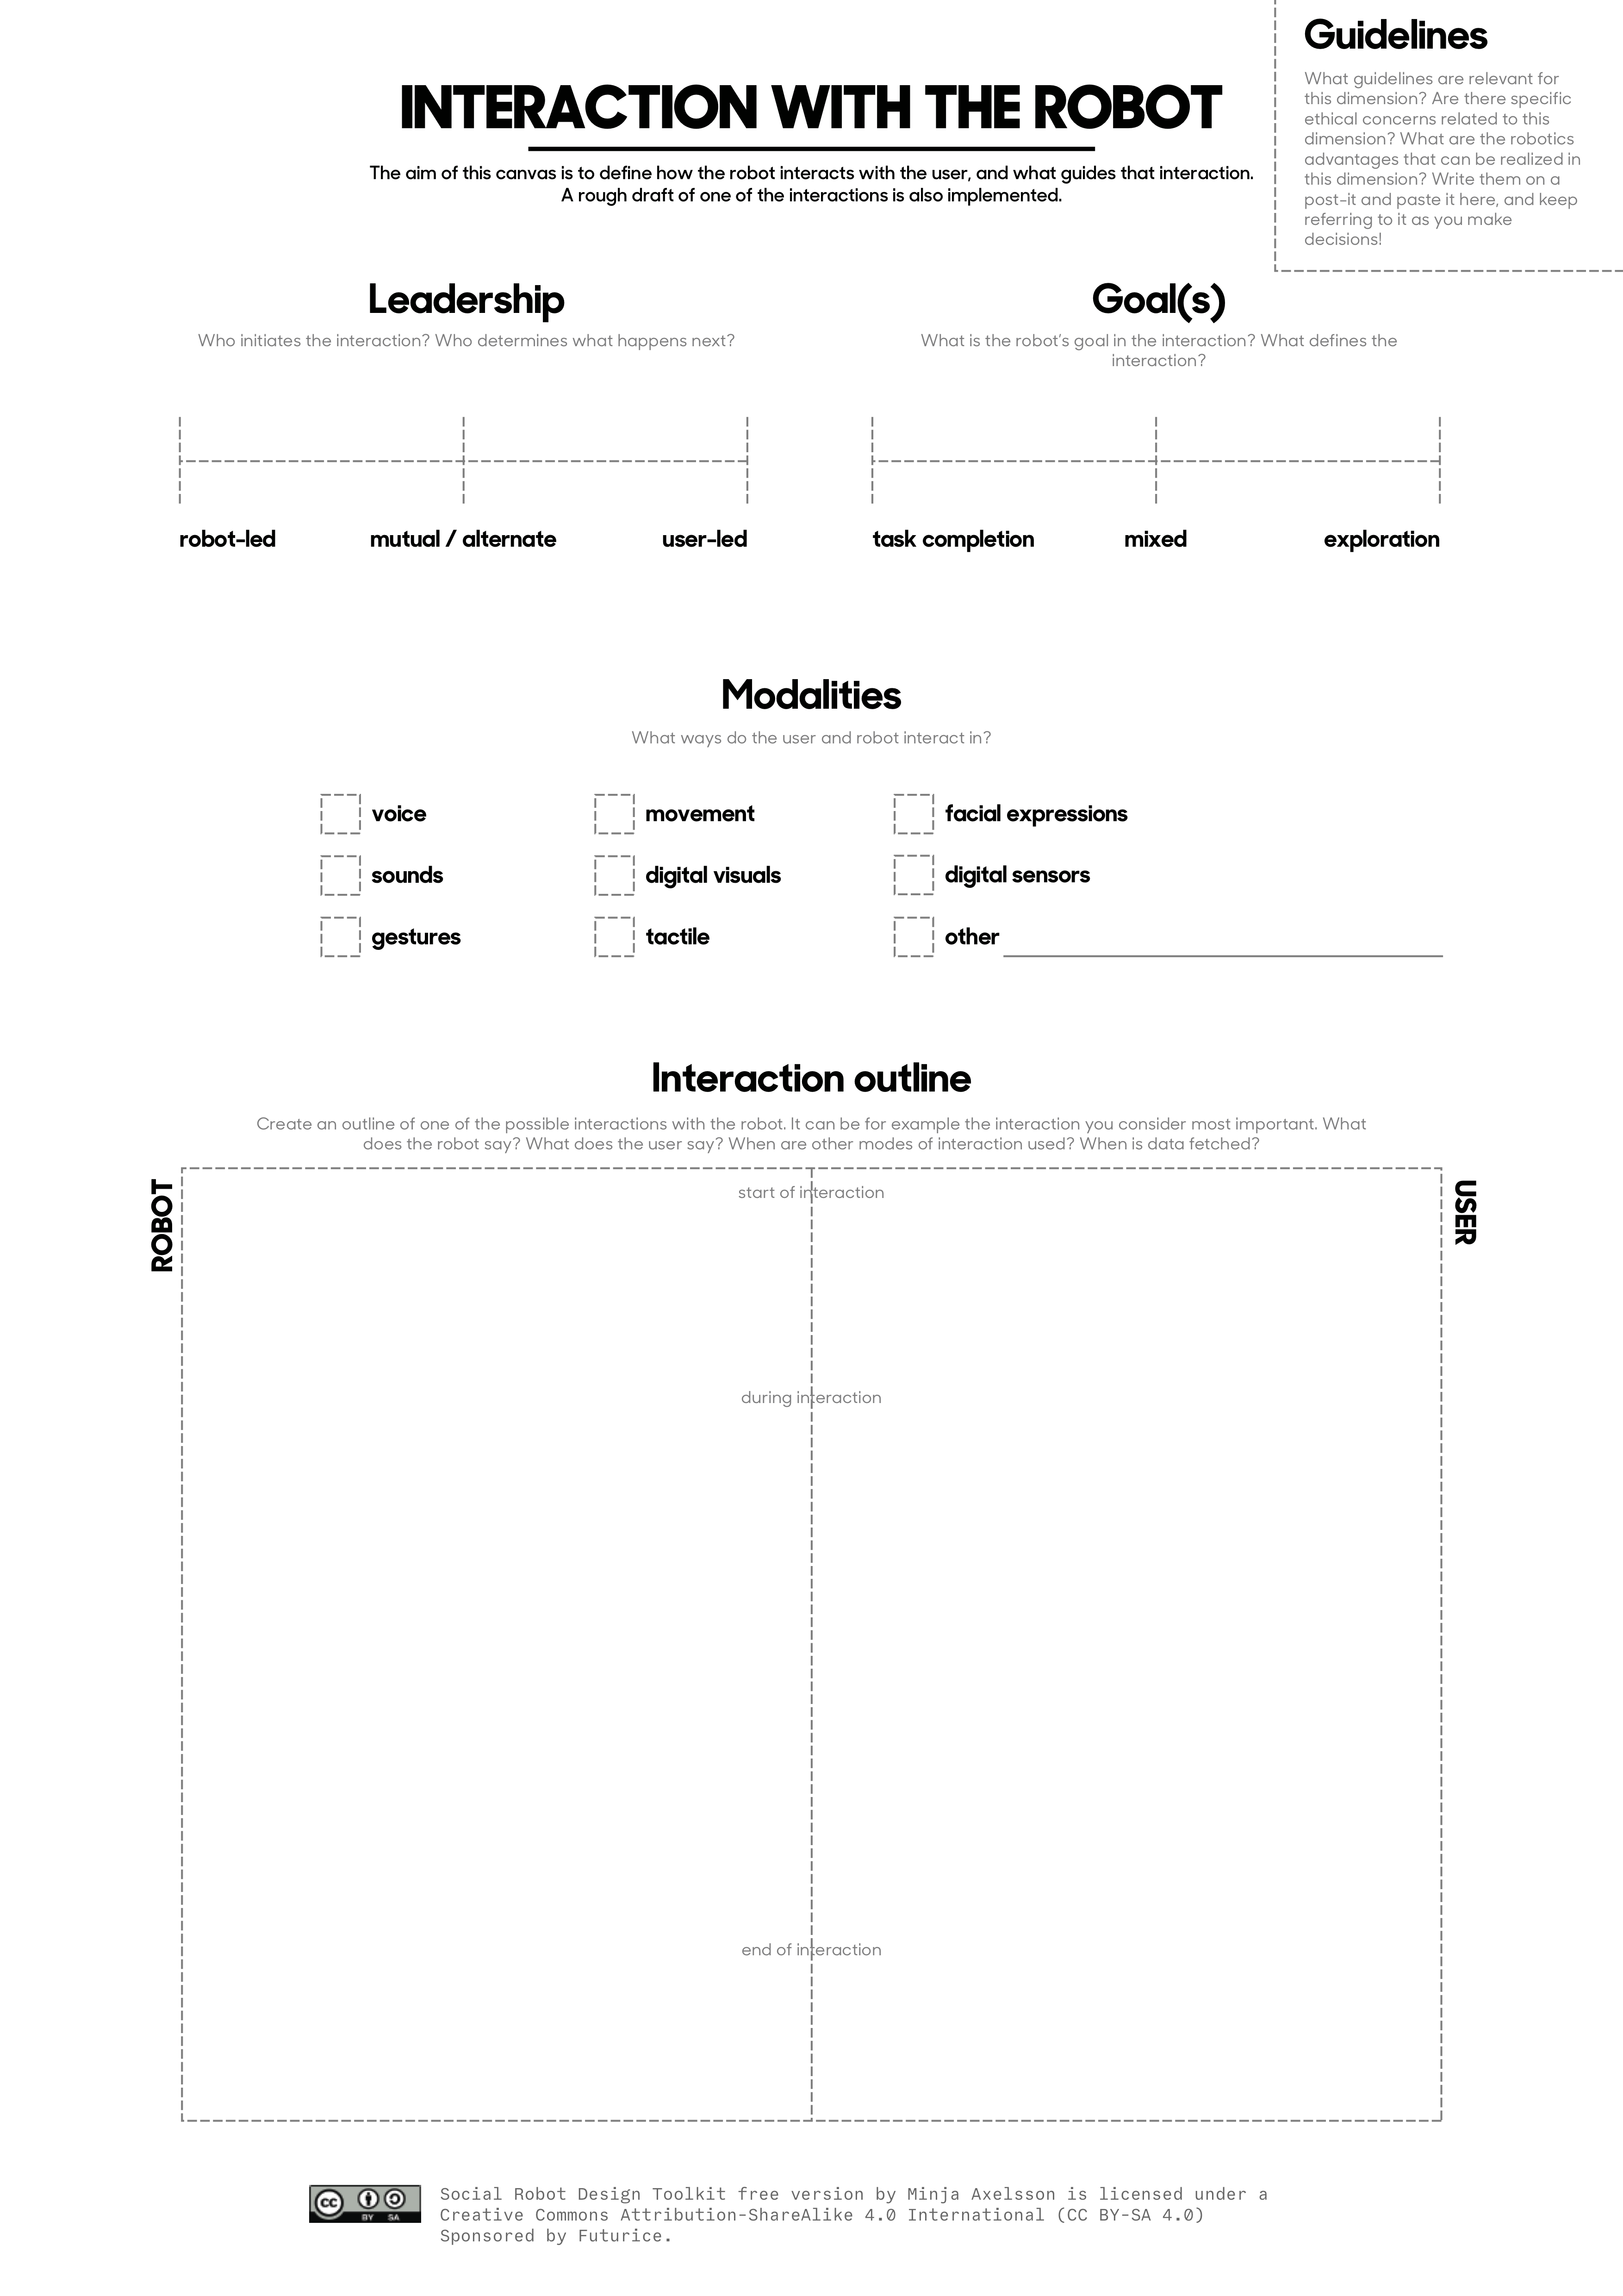 Guidelines
What guidelines are relevant for
this dimension? Are there specific
ethical concerns related to this
dimension? What are the robotics
advantages that can be realized in
this dimension? Write them on a
post-it and paste it here, and keep
referring to it as you make
decisions!
INTERACTION WITH THE ROBOT
The aim of this canvas is to define how the robot interacts with the user, and what guides that interaction.
A rough draft of one of the interactions is also implemented.
Leadership
Who initiates the interaction? Who determines what happens next?
robot-led mutual / alternate user-led
Goal(s)
What is the robot's goal in the interaction? What defines the
interaction?
task completion mixed exploration
Modalities
What ways do the user and robot interact in?
voice movement facial expressions
sounds digital visuals digital sensors
gestures tactile other
Interaction outline
Create an outline of one of the possible interactions with the robot. It can be for example the interaction you consider most important. What
does the robot say? What does the user say? When are other modes of interaction used? When is data fetched?
ROBOT
USER
start of interaction
during interaction
end of interaction
cc BY SA
Social Robot Design Toolkit free version by Minja Axelsson is licensed under a
Creative Commons Attribution-ShareAlike 4.0 International (CC BY-SA 4.0)
Sponsored by Futurice.